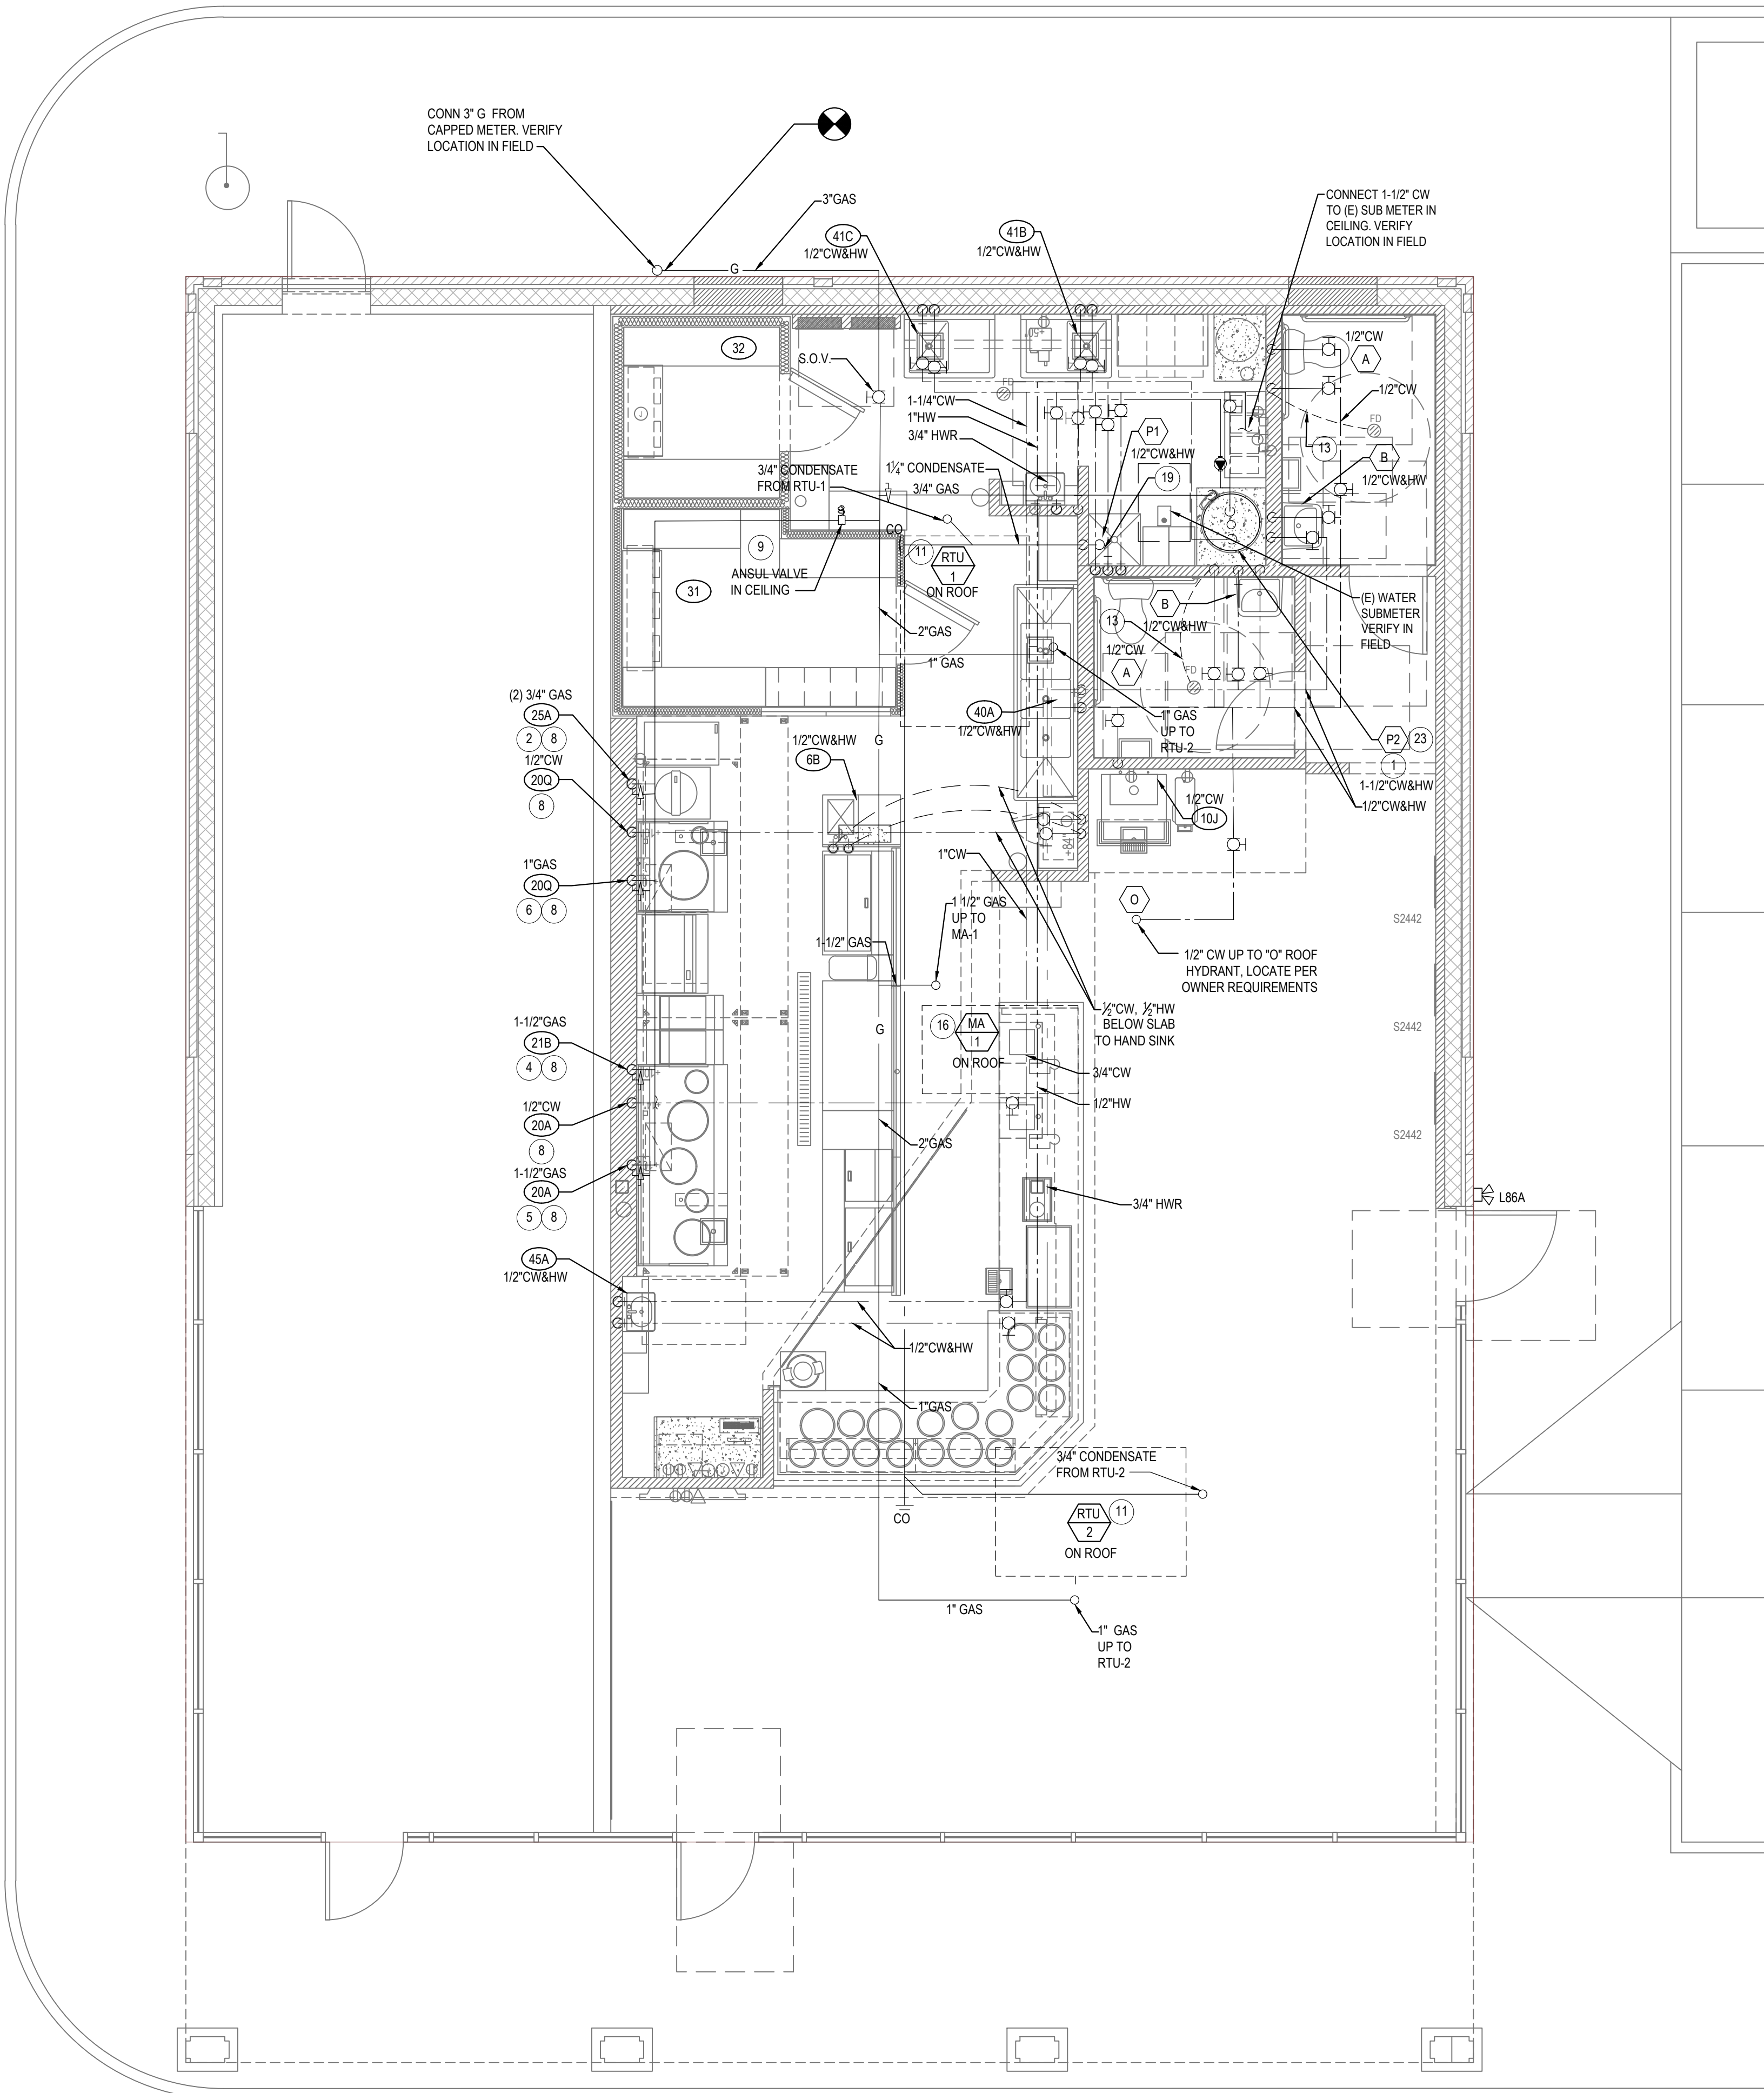 CONN 3" G FROM
CAPPED METER. VERIFY
LOCATION IN FIELD
3"GAS
G
41C
1/2"CW&HW
41B
1/2"CW&HW
CONNECT 1-1/2" CW
TO (E) SUB METER IN
CEILING. VERIFY
LOCATION IN FIELD
32
S.O.V.
+50"
FD
1/2"CW
A
1/2"CW
FD
13
B
1/2"CW&HW
1-1/4"CW
1"HW
3/4" HWR
P1
1/2"CW&HW
19
3/4" CONDENSATE
FROM RTU-1
1¼" CONDENSATE
3/4" GAS
J
9
ANSUL VALVE
IN CEILING
CO
11
RTU
1
ON ROOF
31
2"GAS
1" GAS
B
13
1/2"CW&HW
1/2"CW
A
FD
(E) WATER
SUBMETER
VERIFY IN
FIELD
(2) 3/4" GAS
25A
2
8
1/2"CW
20Q
8
1"GAS
20Q
6
8
G
40A
1/2"CW&HW
1" GAS
UP TO
RTU-2
P2
23
1
1-1/2"CW&HW
1/2"CW&HW
1/2"CW&HW
6B
1/2"CW
10J
+84"
1"CW
1 1/2" GAS
UP TO
MA-1
1-1/2" GAS
O
1/2" CW UP TO "O" ROOF
HYDRANT, LOCATE PER
OWNER REQUIREMENTS
S2442
S2442
S2442
½"CW, ½"HW
BELOW SLAB
TO HAND SINK
G
16
MA
1
ON ROOF
3/4"CW
1/2"HW
1-1/2"GAS
21B
4
8
1/2"CW
20A
8
1-1/2"GAS
20A
5
8
2"GAS
3/4" HWR
L86A
45A
1/2"CW&HW
1/2"CW&HW
1"GAS
3/4" CONDENSATE
FROM RTU-2
CO
RTU
2
11
ON ROOF
1" GAS
1" GAS
UP TO
RTU-2